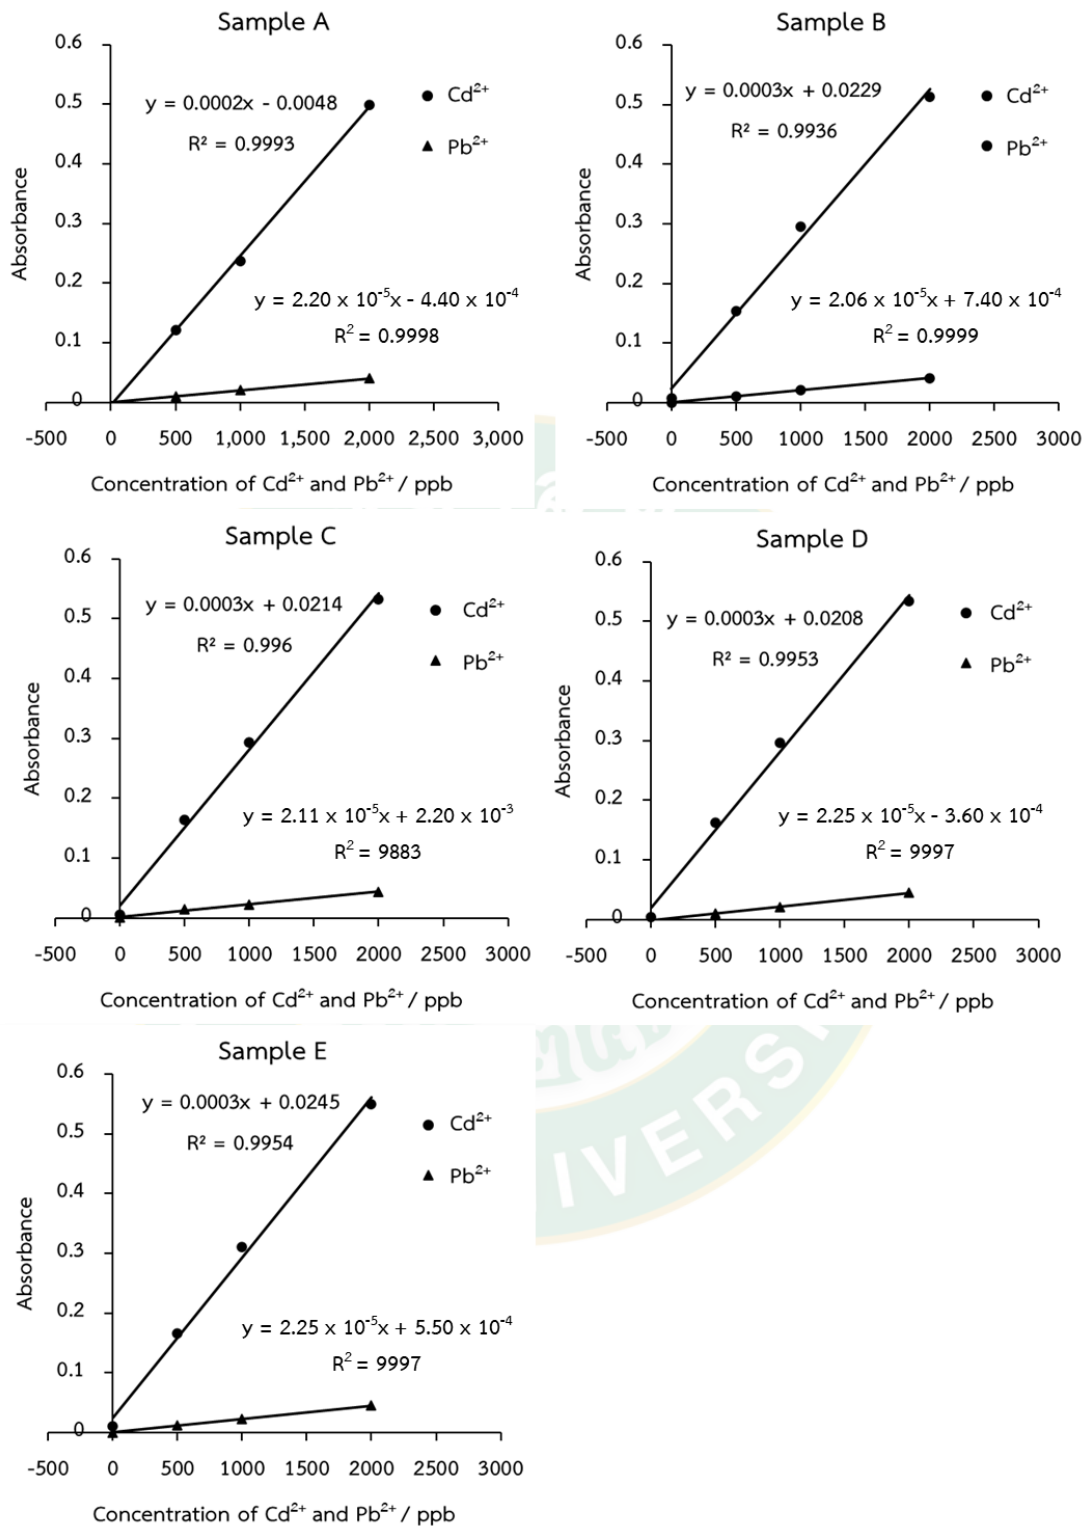 Sample A
0.6
y = 0.0002x - 0.0048
R² = 0.9993
Cd²⁺
Pb²⁺
0.5
0.4
0.3
0.2
0.1
0
Absorbance
y = 2.20 x 10⁻⁵x - 4.40 x 10⁻⁴
R² = 0.9998
-500 0 500 1,000 1,500 2,000 2,500 3,000
Concentration of Cd²⁺ and Pb²⁺ / ppb
Sample B
0.6
y = 0.0003x + 0.0229
R² = 0.9936
Cd²⁺
Pb²⁺
0.5
0.4
0.3
0.2
0.1
0
Absorbance
y = 2.06 x 10⁻⁵x + 7.40 x 10⁻⁴
R² = 0.9999
-500 0 500 1000 1500 2000 2500 3000
Concentration of Cd²⁺ and Pb²⁺ / ppb
Sample C
0.6
y = 0.0003x + 0.0214
R² = 0.996
Cd²⁺
Pb²⁺
0.5
0.4
0.3
0.2
0.1
0
Absorbance
y = 2.11 x 10⁻⁵x + 2.20 x 10⁻³
R² = 9883
-500 0 500 1000 1500 2000 2500 3000
Concentration of Cd²⁺ and Pb²⁺ / ppb
Sample D
0.6
y = 0.0003x + 0.0208
R² = 0.9953
Cd²⁺
Pb²⁺
0.5
0.4
0.3
0.2
0.1
0
Absorbance
y = 2.25 x 10⁻⁵x - 3.60 x 10⁻⁴
R² = 9997
-500 0 500 1000 1500 2000 2500 3000
Concentration of Cd²⁺ and Pb²⁺ / ppb
Sample E
0.6
y = 0.0003x + 0.0245
R² = 0.9954
Cd²⁺
Pb²⁺
0.5
0.4
0.3
0.2
0.1
0
Absorbance
y = 2.25 x 10⁻⁵x + 5.50 x 10⁻⁴
R² = 9997
-500 0 500 1000 1500 2000 2500 3000
Concentration of Cd²⁺ and Pb²⁺ / ppb
IVERS